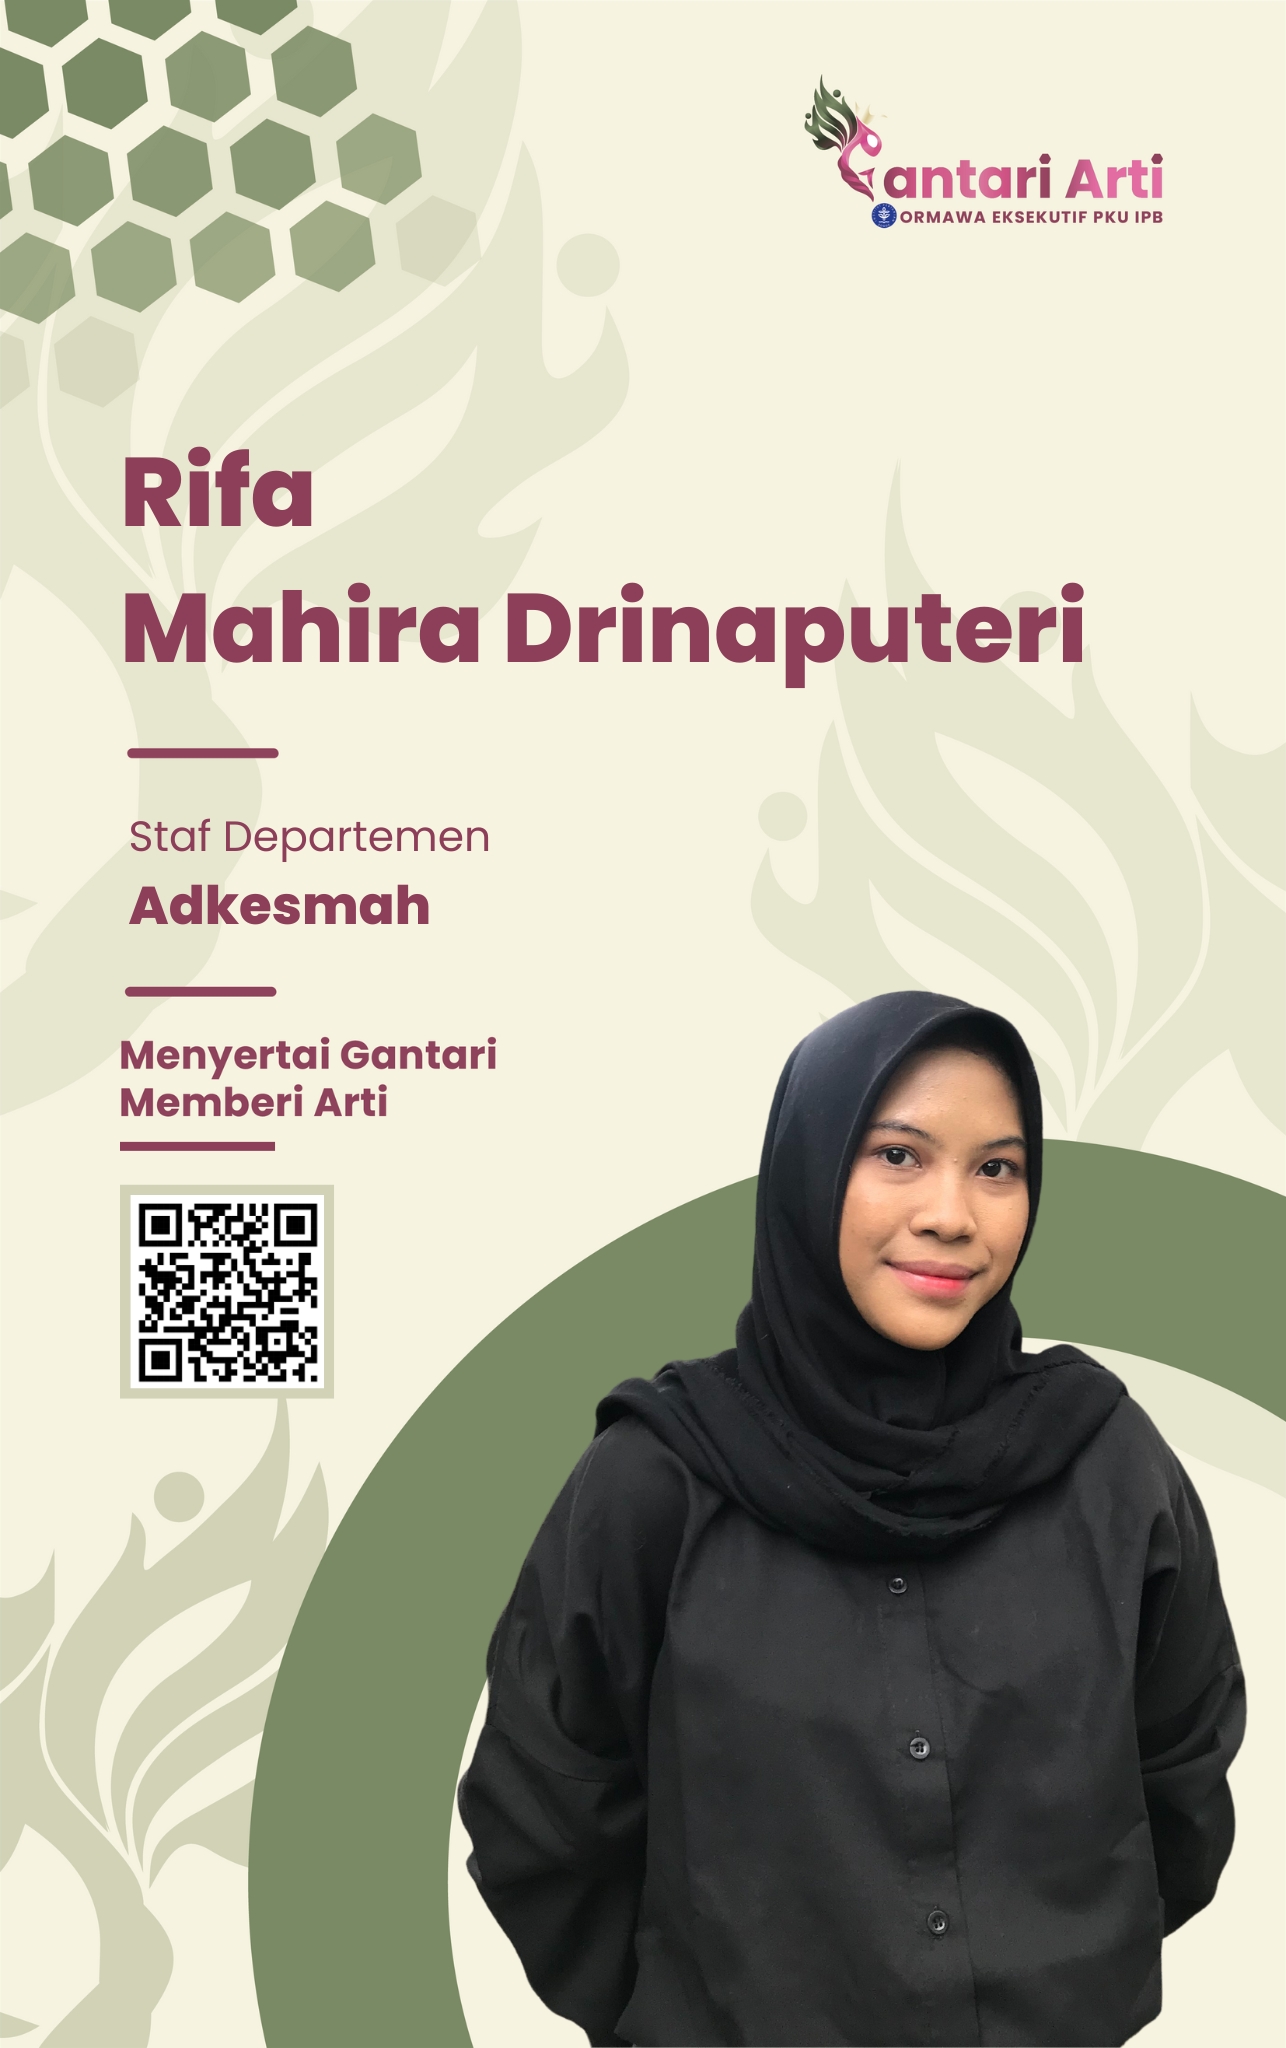 Gantari Arti
ORMAWA EKSEKUTIF PKU IPB
Rifa
Mahira Drinaputeri
Staf Departemen
Adkesmah
Menyertai Gantari
Memberi Arti